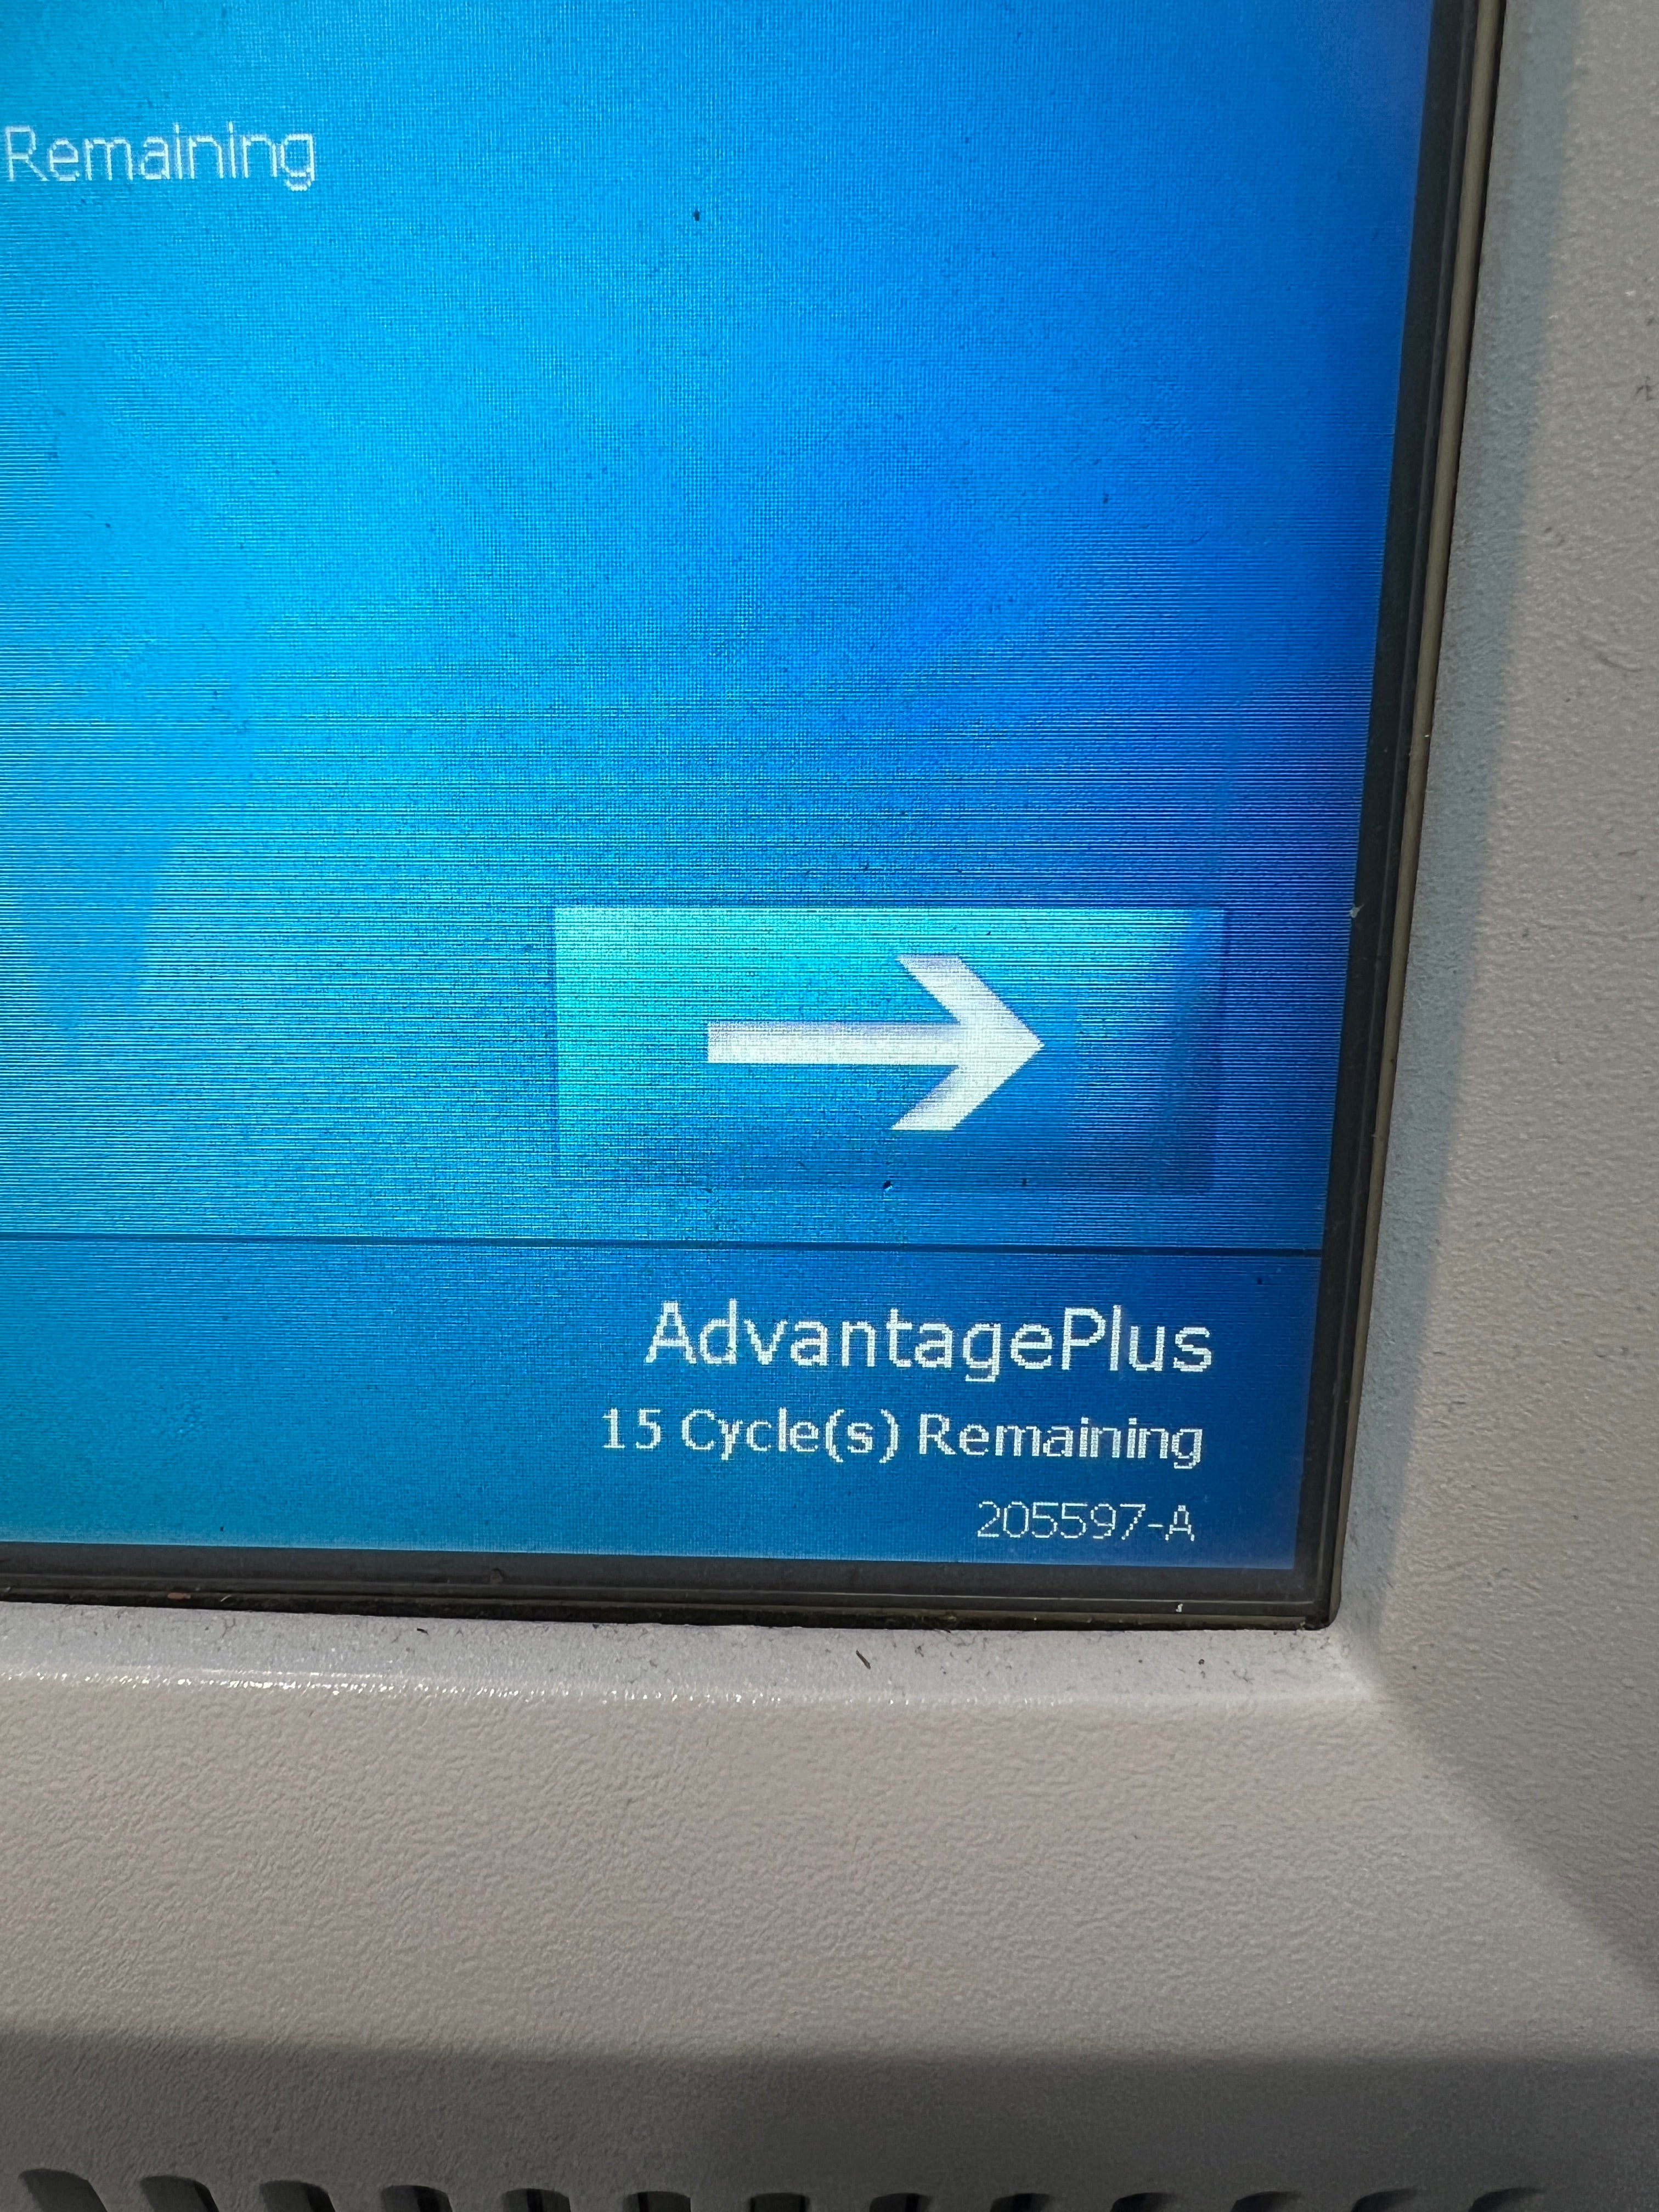 Remaining
AdvantagePlus
15 Cycle(s) Remaining
205597-A